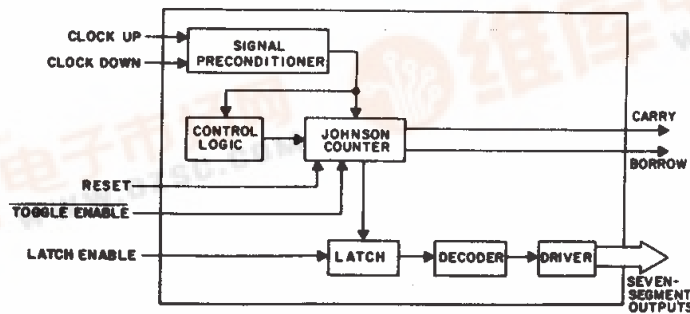 CLOCK UP
CLOCK DOWN
SIGNAL
PRECONDITIONER
CONTROL
LOGIC
JOHNSON
COUNTER
CARRY
BORROW
RESET
TOGGLE ENABLE
LATCH ENABLE
LATCH
DECODER
DRIVER
SEVEN-
SEGMENT
OUTPUTS